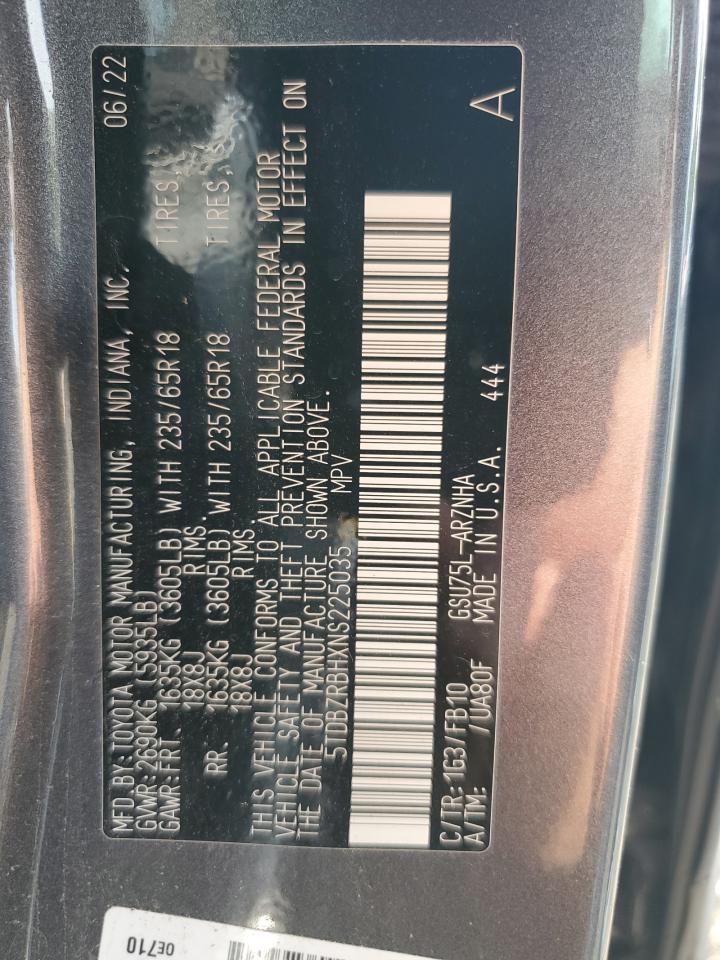 MFD BY:TOYOTA MOTOR MANUFACTURING, INDIANA, INC. 06/22
GVWR:2690KG (5935LB)
GAWR:FRT. 1635KG (3605LB) WITH 235/65R18 TIRES,
18X8J RIMS.
RR. 1635KG (3605LB) WITH 235/65R18 TIRES,
18X8J RIMS.
THIS VEHICLE CONFORMS TO ALL APPLICABLE FEDERAL MOTOR
VEHICLE SAFETY AND THEFT PREVENTION STANDARDS IN EFFECT ON
THE DATE OF MANUFACTURE SHOWN ABOVE.
5TDBZRBHXNS225035 MPV
C/TR:1G3/FB10 GSU75L-ARZNHA A
A/TM: /UA80F MADE IN U.S.A. 444
0E710